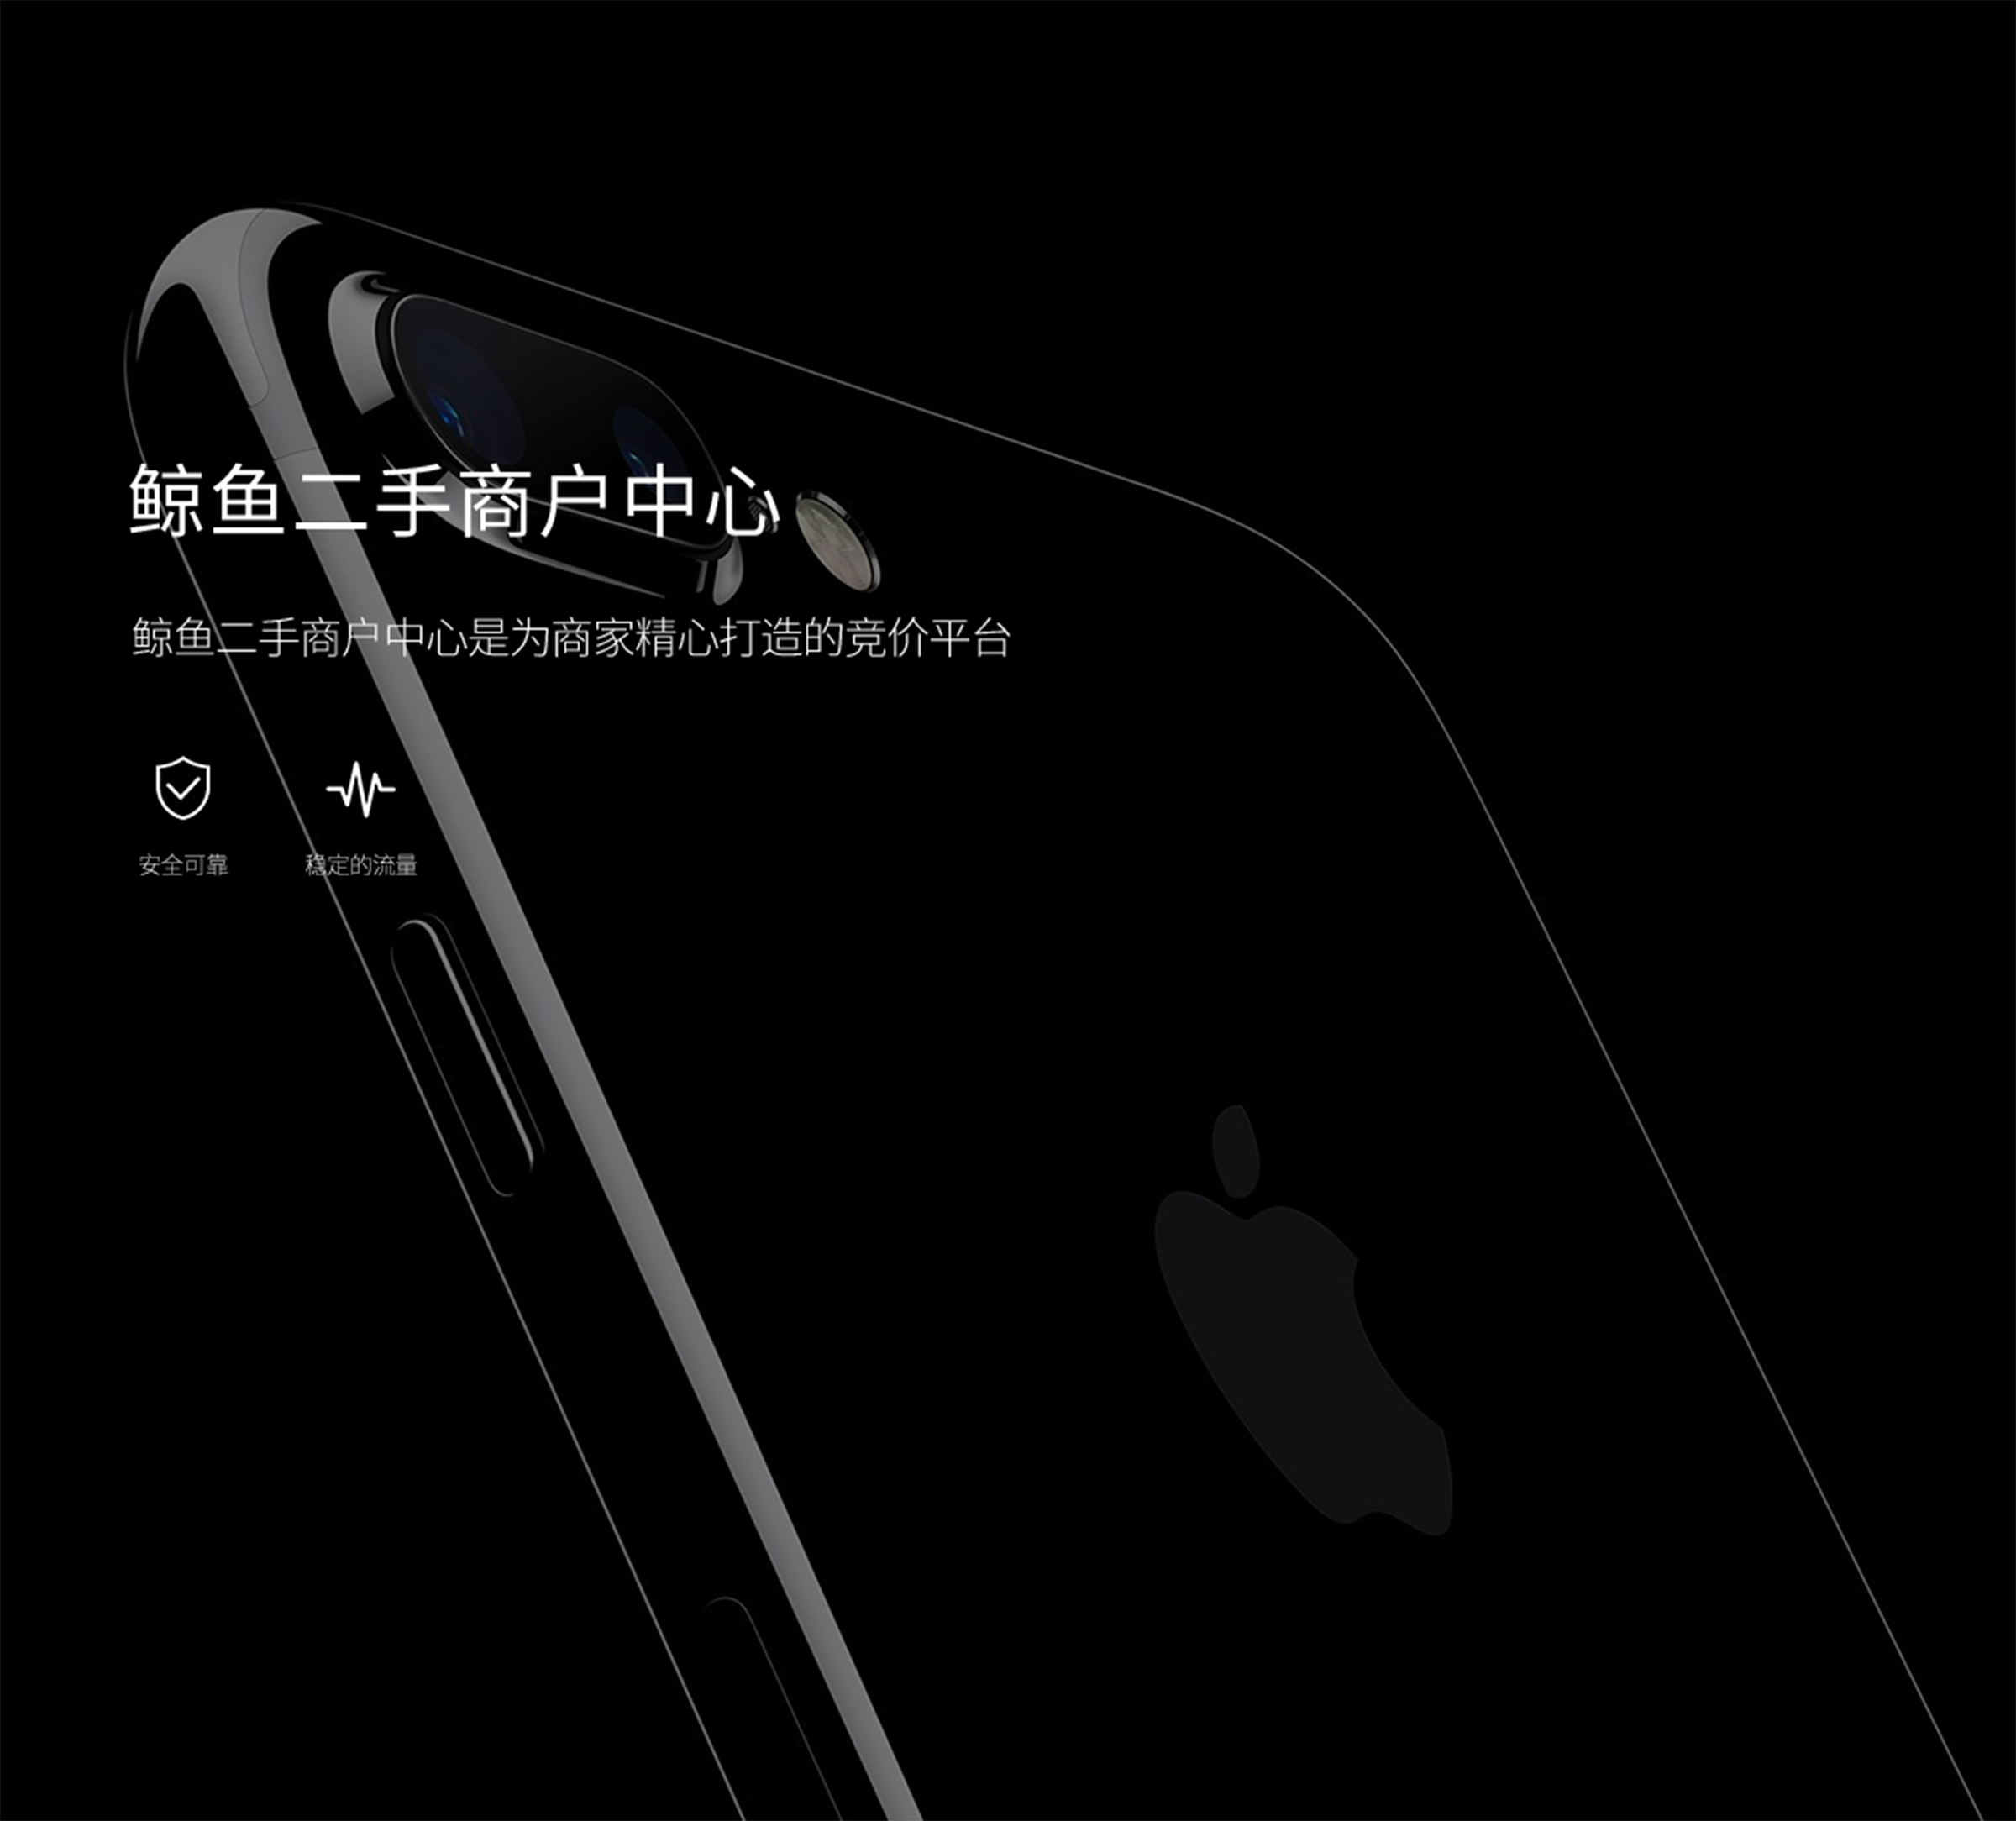 鲸鱼二手商户中心
鲸鱼二手商户中心是为商家精心打造的竞价平台
安全可靠
稳定的流量